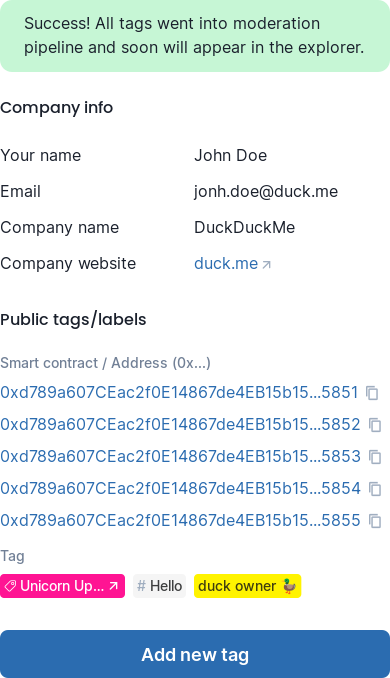 Success! All tags went into moderation
pipeline and soon will appear in the explorer.
Company info
Your name John Doe
Email jonh.doe@duck.me
Company name DuckDuckMe
Company website duck.me
Public tags/labels
Smart contract / Address (0x...)
0xd789a607CEac2f0E14867de4EB15b15...5851
0xd789a607CEac2f0E14867de4EB15b15...5852
0xd789a607CEac2f0E14867de4EB15b15...5853
0xd789a607CEac2f0E14867de4EB15b15...5854
0xd789a607CEac2f0E14867de4EB15b15...5855
Tag
Unicorn Up... # Hello duck owner 🦆
Add new tag